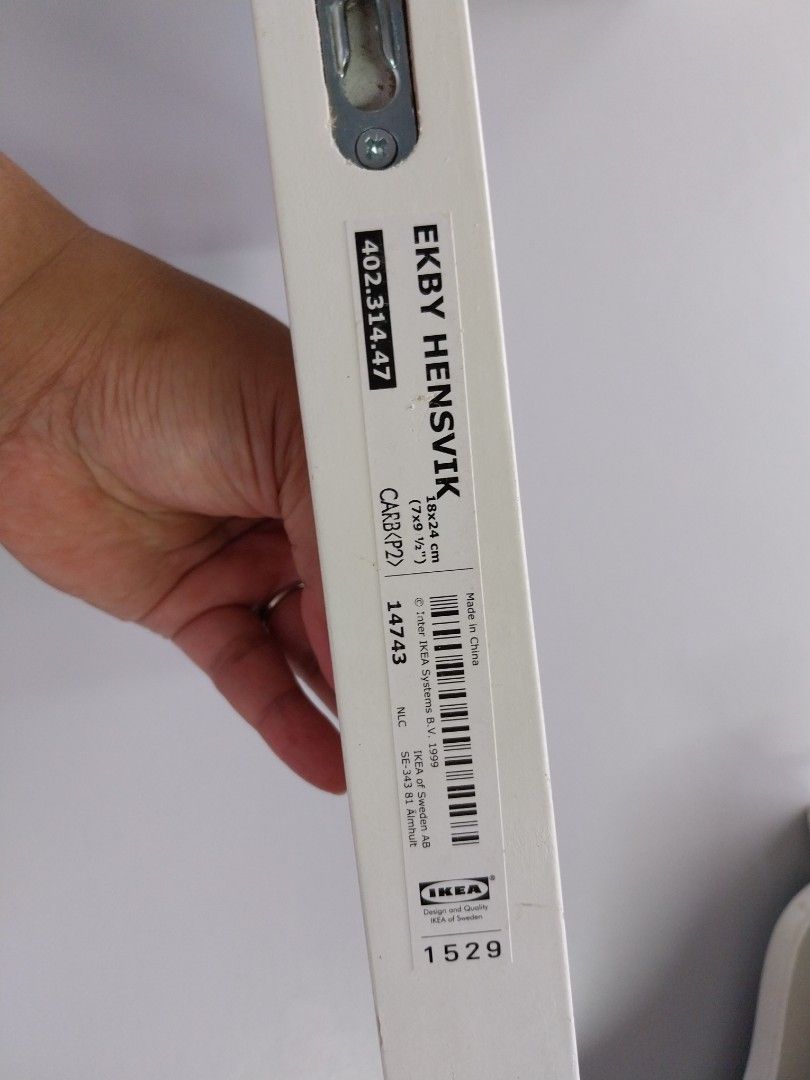 EKBY HENSVIK
402.314.47
18x24 cm
(7x9 ½")
CARB<P2>
Made in China
© Inter IKEA Systems B.V. 1999
14743
NLC
IKEA of Sweden AB
SE-343 81 Älmhult
IKEA®
Design and Quality
IKEA of Sweden
1529